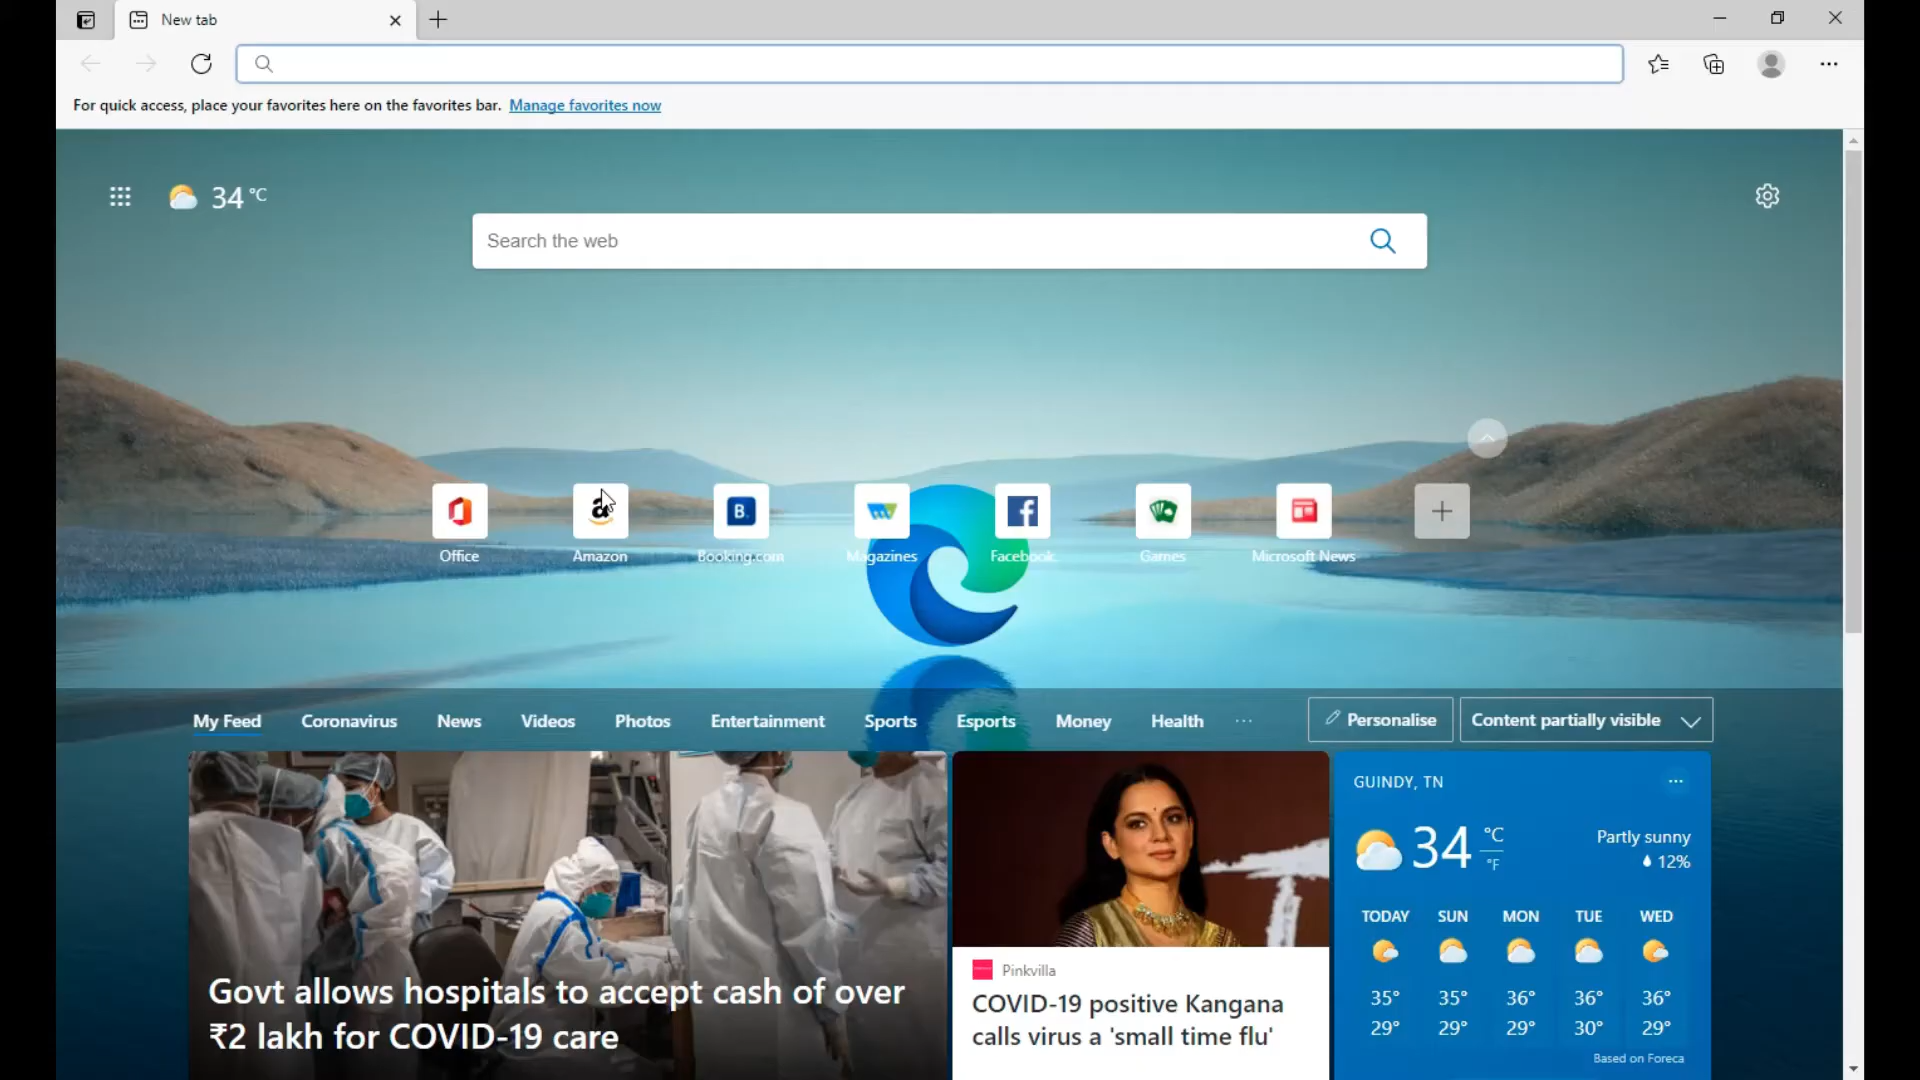 New tab
For quick access, place your favorites here on the favorites bar. Manage favorites now
34 °C
Search the web
Office
Amazon
Booking.com
Magazines
Facebook
Games
Microsoft News
My Feed Coronavirus News Videos Photos Entertainment Sports Esports Money Health ... Personalise Content partially visible
Govt allows hospitals to accept cash of over
₹2 lakh for COVID-19 care
Pinkvilla
COVID-19 positive Kangana
calls virus a 'small time flu'
GUINDY, TN
34 °C °F
Partly sunny
12%
TODAY SUN MON TUE WED
35° 35° 36° 36° 36°
29° 29° 29° 30° 29°
Based on Foreca